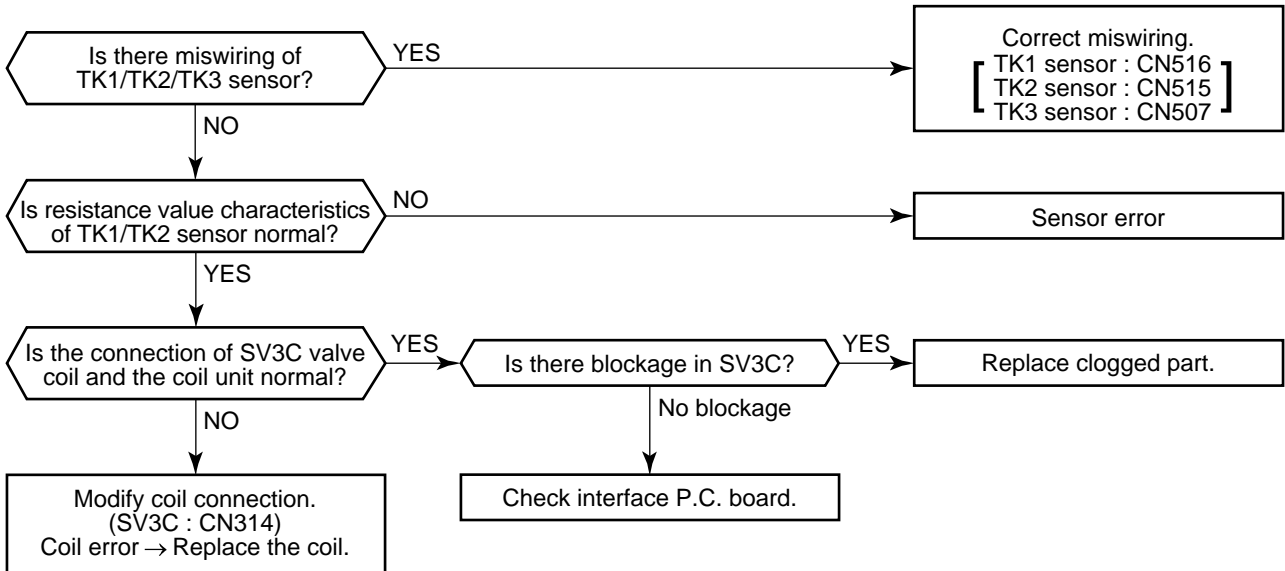 Is there miswiring of
TK1/TK2/TK3 sensor?
YES
Correct miswiring.
[ TK1 sensor : CN516
TK2 sensor : CN515
TK3 sensor : CN507 ]
NO
Is resistance value characteristics
of TK1/TK2 sensor normal?
NO
Sensor error
YES
Is the connection of SV3C valve
coil and the coil unit normal?
YES
Is there blockage in SV3C?
YES
Replace clogged part.
NO
No blockage
Modify coil connection.
(SV3C : CN314)
Coil error → Replace the coil.
Check interface P.C. board.